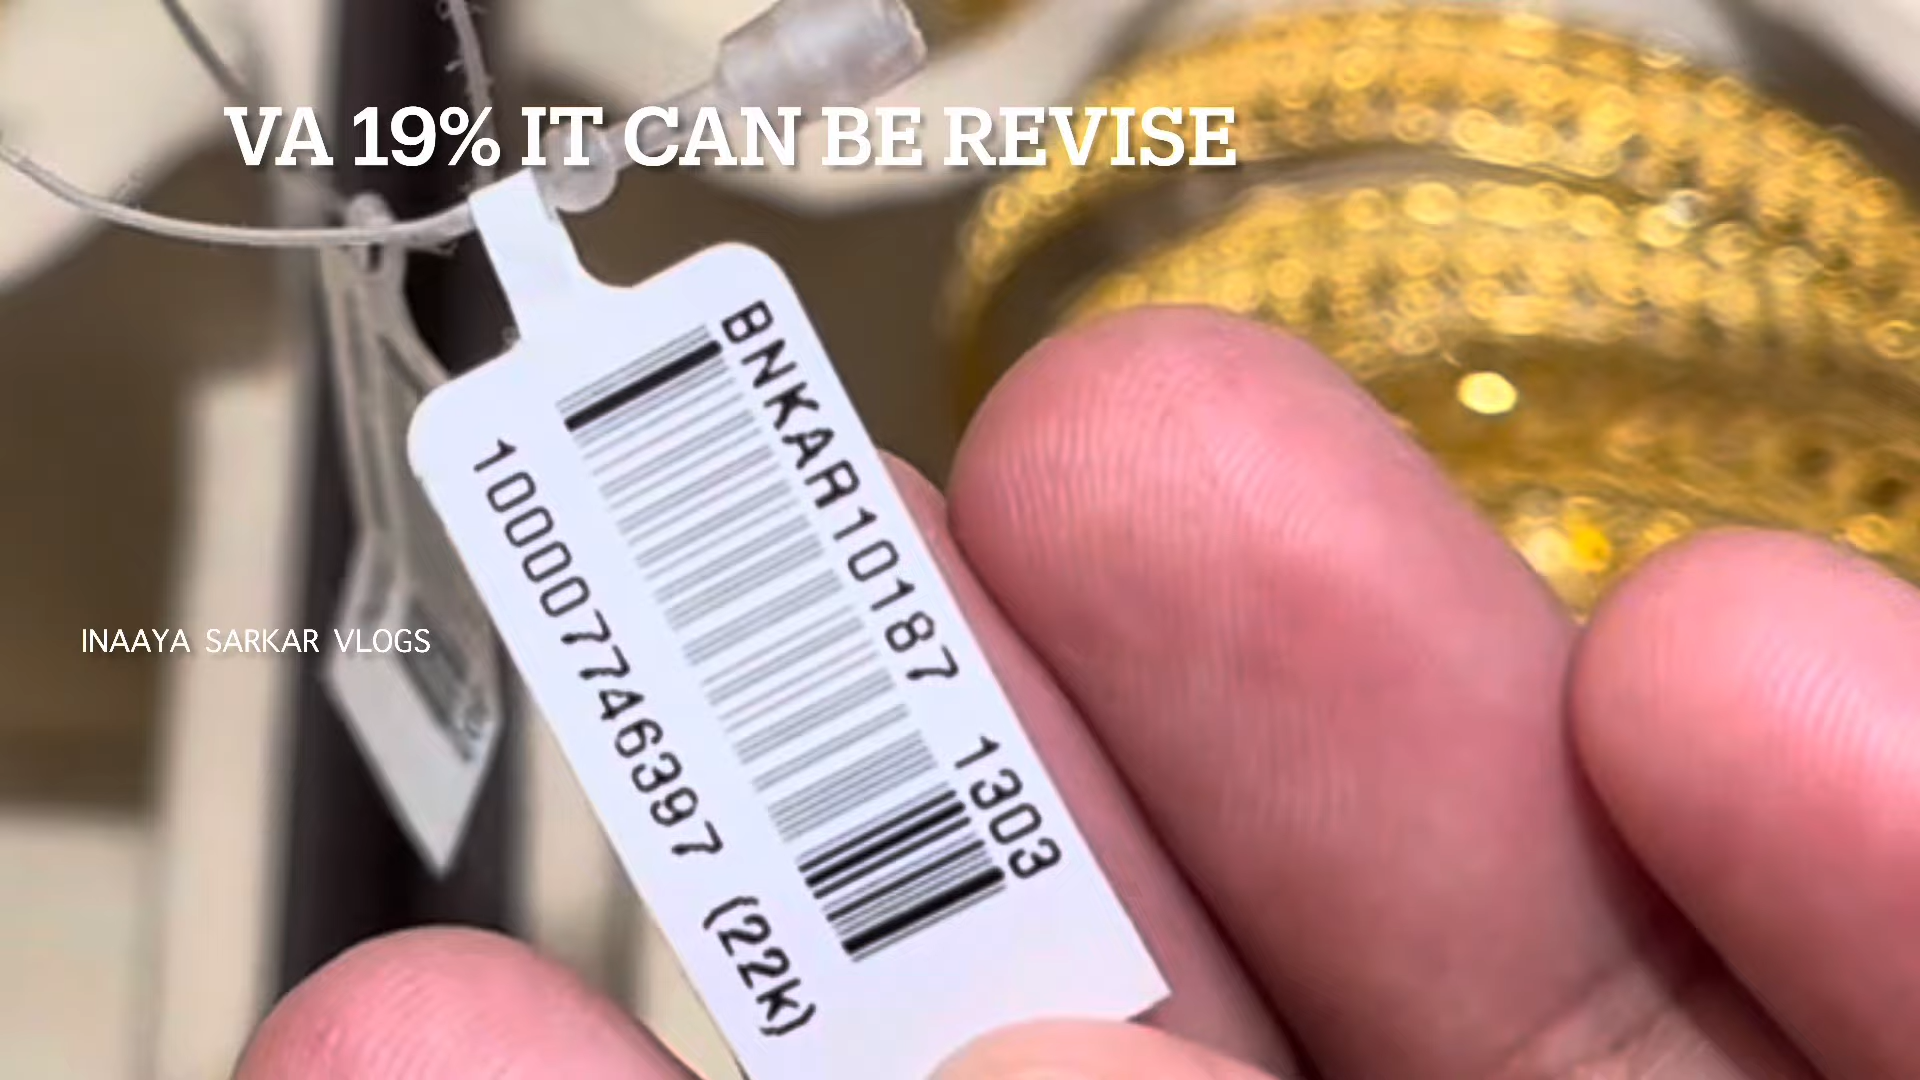 VA 19% IT CAN BE REVISE
BNKAR10187 1303
100007746397 (22K)
INAAYA SARKAR VLOGS